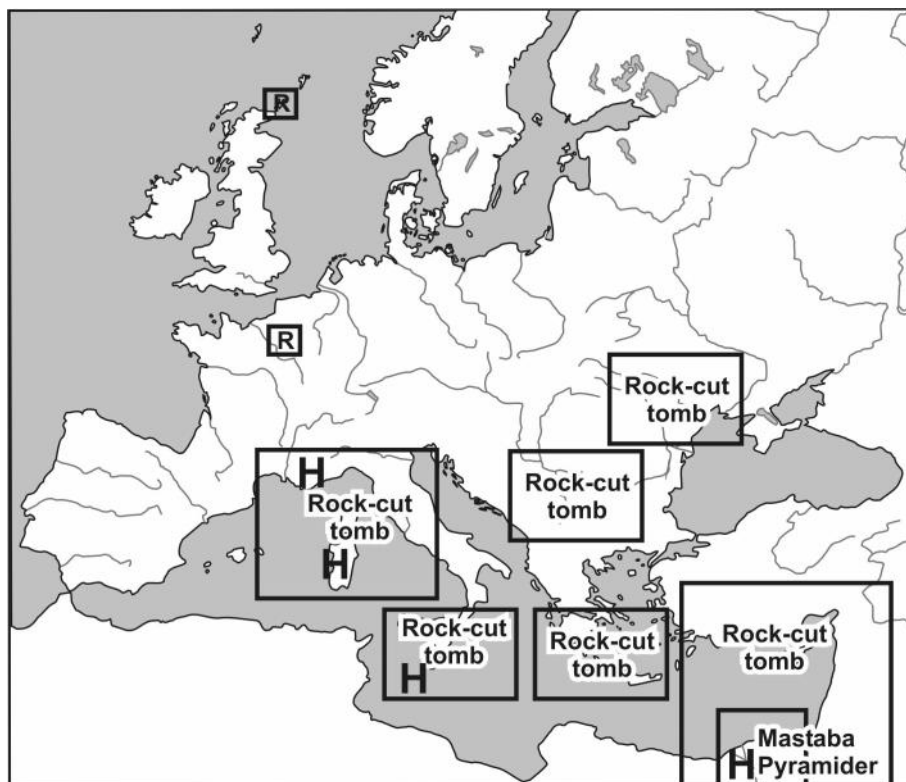 R
R
Rock-cut
tomb
H
Rock-cut
tomb
H
Rock-cut
tomb
Rock-cut
tomb
H
Rock-cut
tomb
Rock-cut
tomb
H
Mastaba
Pyramider